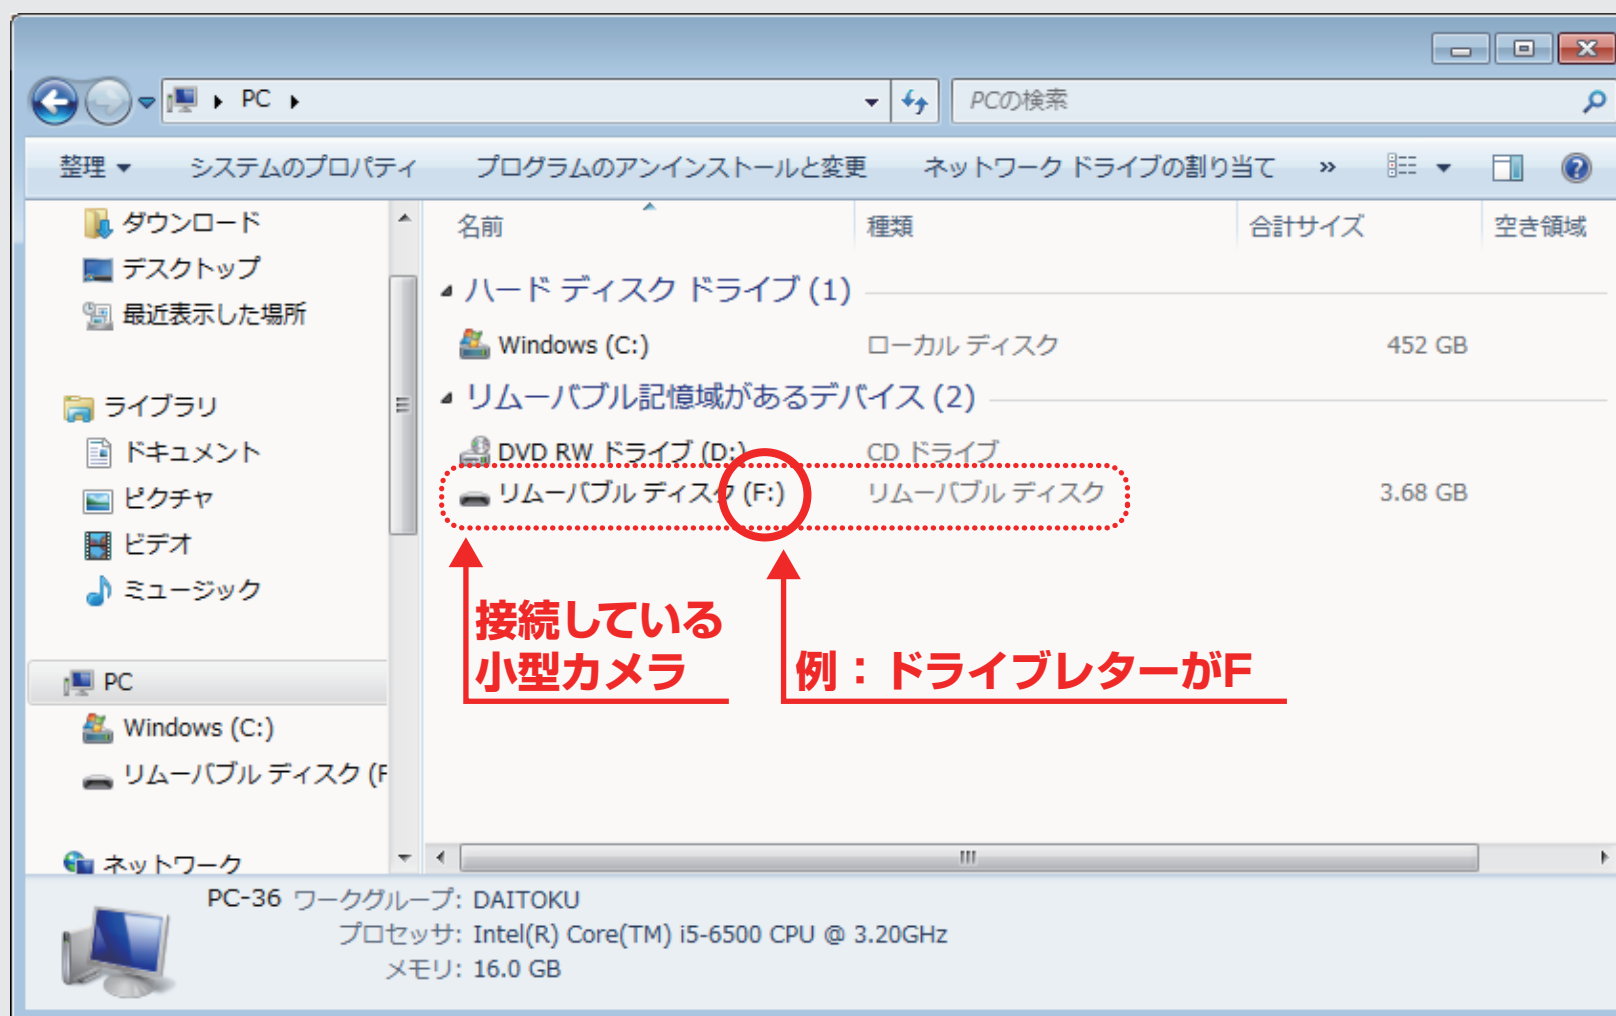 PC
PCの検索
整理 システムのプロパティ プログラムのアンインストールと変更 ネットワーク ドライブの割り当て »
ダウンロード
デスクトップ
最近表示した場所
ライブラリ
ドキュメント
ピクチャ
ビデオ
ミュージック
PC
Windows (C:)
リムーバブル ディスク (F
ネットワーク
名前 種類 合計サイズ 空き領域
ハード ディスク ドライブ (1)
Windows (C:) ローカル ディスク 452 GB
リムーバブル記憶域があるデバイス (2)
DVD RW ドライブ (D:) CD ドライブ
リムーバブル ディスク (F:) リムーバブル ディスク 3.68 GB
接続している
小型カメラ
例：ドライブレターがF
PC-36 ワークグループ: DAITOKU
プロセッサ: Intel(R) Core(TM) i5-6500 CPU @ 3.20GHz
メモリ: 16.0 GB